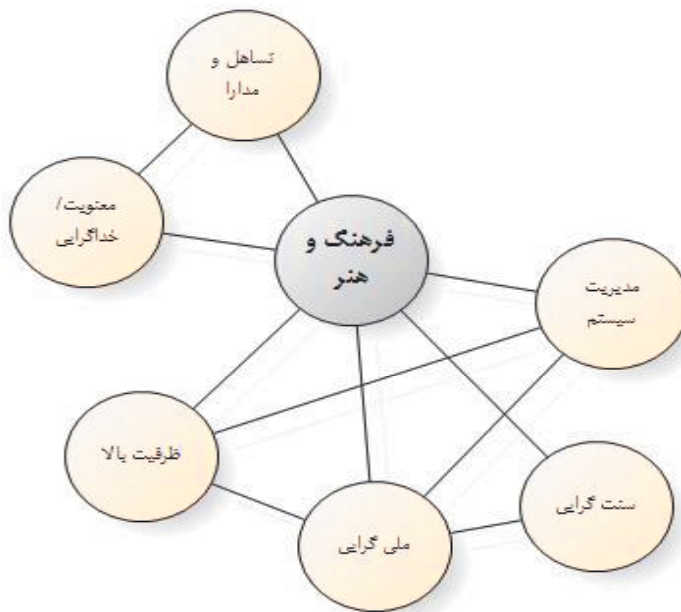 تساهل و
مدارا
معنویت/
خداگرایی
فرهنگ و
هنر
مدیریت
سیستم
ظرفیت بالا
سنت گرایی
ملی گرایی